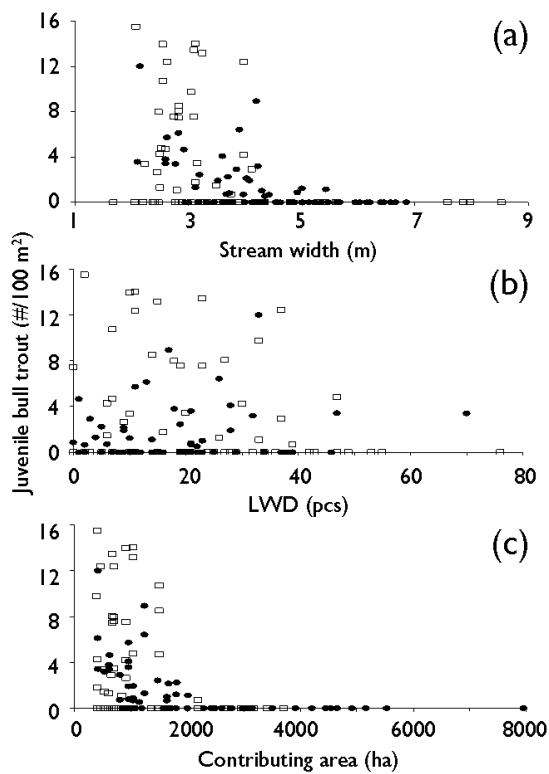 (a)
16
12
8
4
0
1 3 5 7 9
Stream width (m)
Juvenile bull trout (#/100 m²)
(b)
16
12
8
4
0
0 20 40 60 80
LWD (pcs)
(c)
16
12
8
4
0
0 2000 4000 6000 8000
Contributing area (ha)